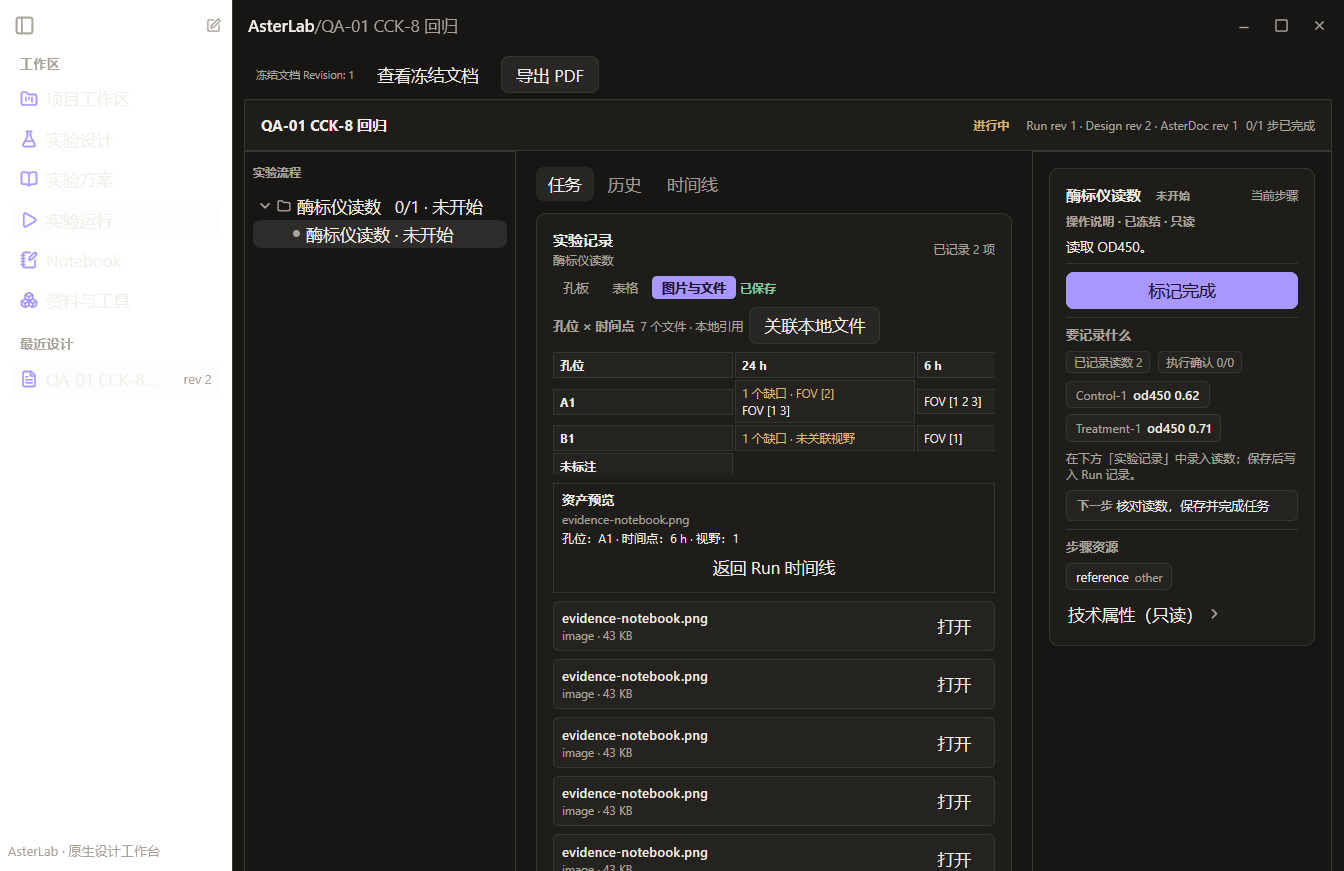 工作区
项目工作区
实验设计
实验方案
实验运行
Notebook
资料与工具
最近设计
QA-01 CCK-8... rev 2
AsterLab · 原生设计工作台
AsterLab/QA-01 CCK-8 回归
冻结文档 Revision: 1 查看冻结文档 导出 PDF
QA-01 CCK-8 回归 进行中 Run rev 1 · Design rev 2 · AsterDoc rev 1 0/1 步已完成
实验流程
酶标仪读数 0/1 · 未开始
酶标仪读数 · 未开始
任务 历史 时间线
实验记录 已记录 2 项
酶标仪读数
孔板 表格 图片与文件 已保存
孔位 × 时间点 7 个文件 · 本地引用 关联本地文件
孔位 24 h 6 h
A1 1 个缺口 · FOV [2]
FOV [1 3] FOV [1 2 3]
B1 1 个缺口 · 未关联视野 FOV [1]
未标注
资产预览
evidence-notebook.png
孔位：A1 · 时间点：6 h · 视野：1
返回 Run 时间线
evidence-notebook.png 打开
image · 43 KB
evidence-notebook.png 打开
image · 43 KB
evidence-notebook.png 打开
image · 43 KB
evidence-notebook.png 打开
image · 43 KB
evidence-notebook.png 打开
image · 43 KB
酶标仪读数 未开始 当前步骤
操作说明 · 已冻结 · 只读
读取 OD450。
标记完成
要记录什么
已记录读数 2 执行确认 0/0
Control-1 od450 0.62
Treatment-1 od450 0.71
在下方「实验记录」中录入读数；保存后写
入 Run 记录。
下一步 核对读数，保存并完成任务
步骤资源
reference other
技术属性（只读）